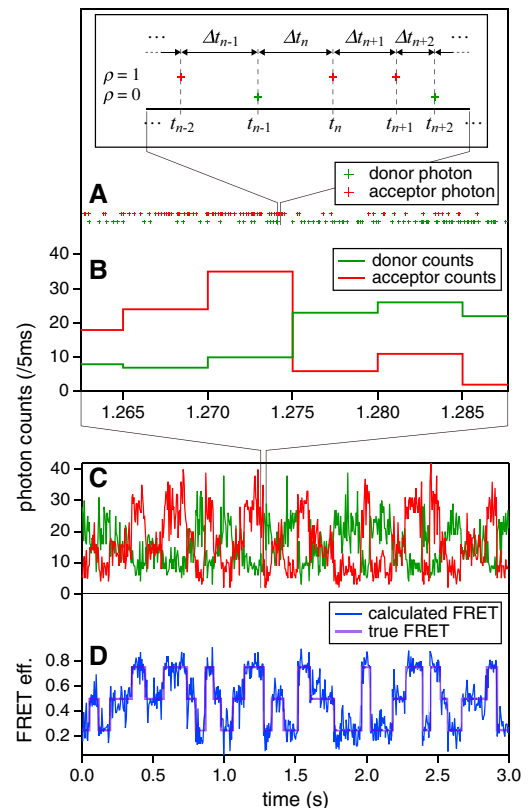 ... Δt_{n-1} Δt_n Δt_{n+1} Δt_{n+2} ...
ρ = 1
ρ = 0
... t_{n-2} t_{n-1} t_n t_{n+1} t_{n+2} ...
donor photon
acceptor photon
A
B
donor counts
acceptor counts
40
30
20
10
0
1.265 1.270 1.275 1.280 1.285
photon counts (/5ms)
C
40
30
20
10
0
calculated FRET
true FRET
D
FRET eff.
0.8
0.6
0.4
0.2
0.0 0.5 1.0 1.5 2.0 2.5 3.0
time (s)